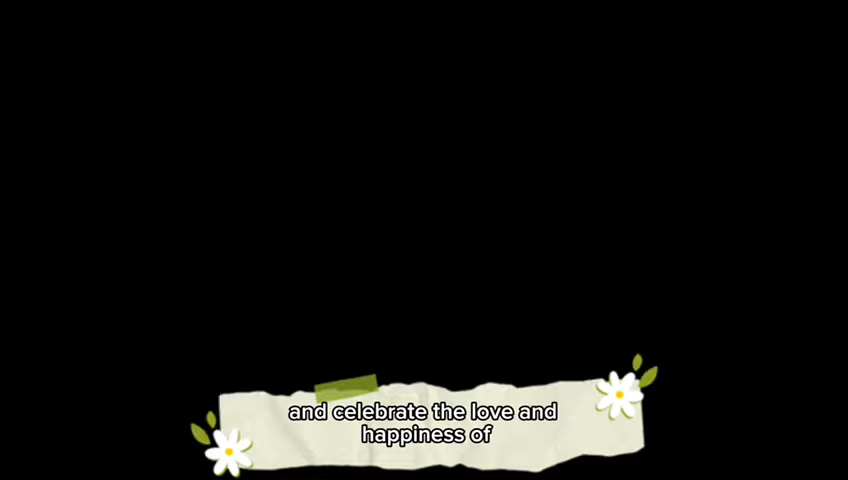 and celebrate the love and
happiness of